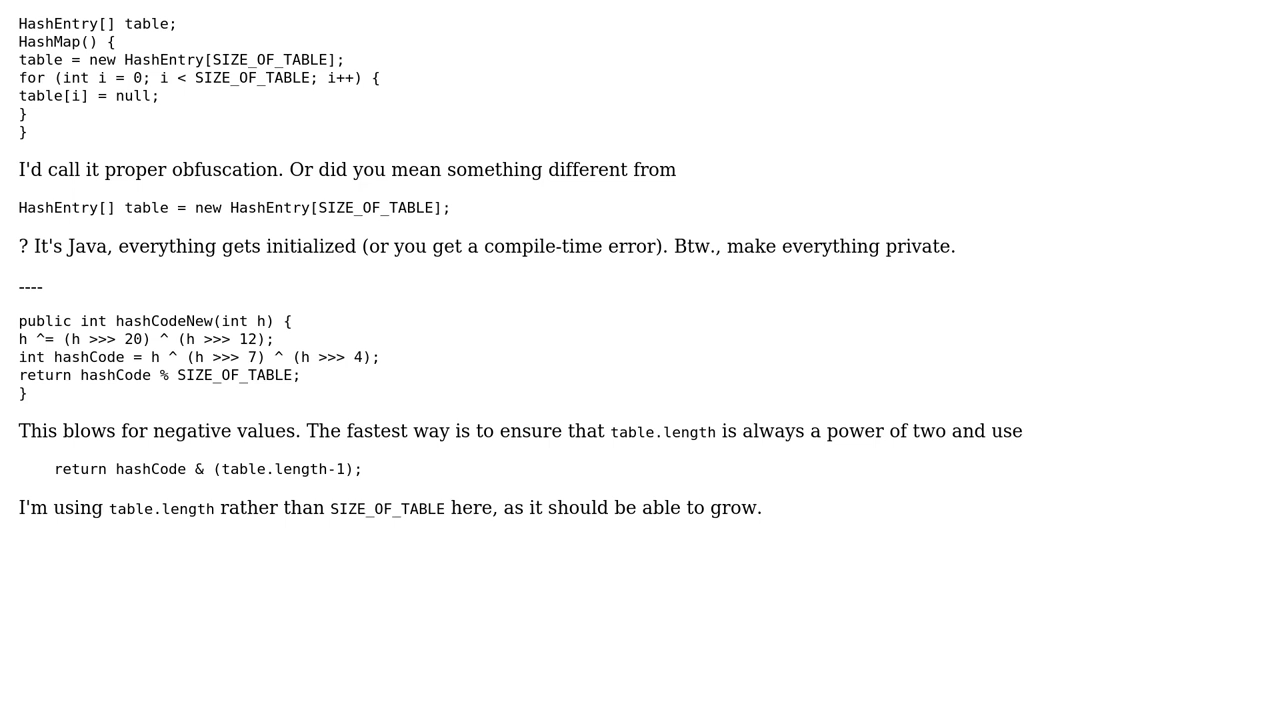 HashEntry[] table;
HashMap() {
table = new HashEntry[SIZE_OF_TABLE];
for (int i = 0; i < SIZE_OF_TABLE; i++) {
table[i] = null;
}
}
I'd call it proper obfuscation. Or did you mean something different from
HashEntry[] table = new HashEntry[SIZE_OF_TABLE];
? It's Java, everything gets initialized (or you get a compile-time error). Btw., make everything private.
----
public int hashCodeNew(int h) {
h ^= (h >>> 20) ^ (h >>> 12);
int hashCode = h ^ (h >>> 7) ^ (h >>> 4);
return hashCode % SIZE_OF_TABLE;
}
This blows for negative values. The fastest way is to ensure that table.length is always a power of two and use
return hashCode & (table.length-1);
I'm using table.length rather than SIZE_OF_TABLE here, as it should be able to grow.